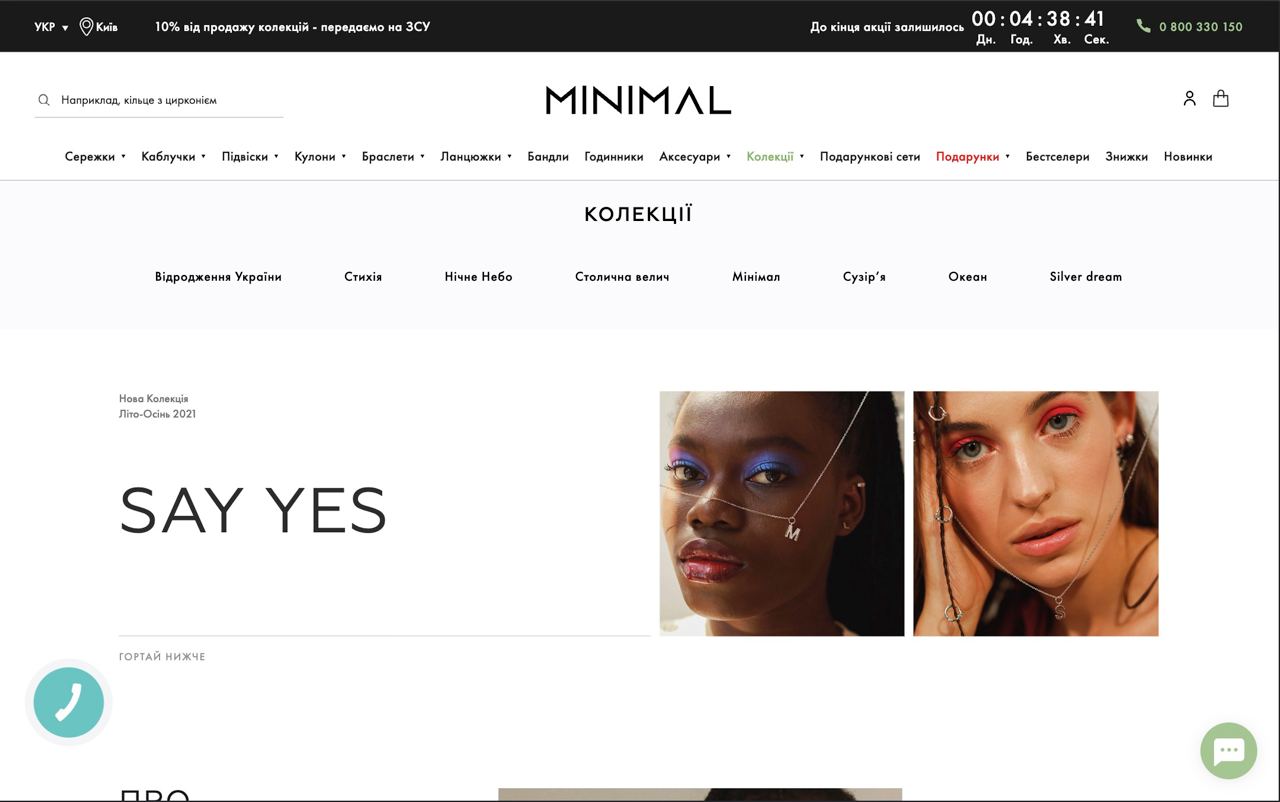 УКР
Київ
10% від продажу колекцій - передаємо на ЗСУ
До кінця акції залишилось
00 : 04 : 38 : 41
Дн. Год. Хв. Сек.
0 800 330 150
Наприклад, кільце з цирконієм
MINIMAL
Сережки Каблучки Підвіски Кулони Браслети Ланцюжки Бандли Годинники Аксесуари Колекції Подарункові сети Подарунки Бестселери Знижки Новинки
КОЛЕКЦІЇ
Відродження України Стихія Нічне Небо Столична велич Мінімал Сузір’я Океан Silver dream
Нова Колекція
Літо-Осінь 2021
SAY YES
M
S
ГОРТАЙ НИЖЧЕ
ПРО